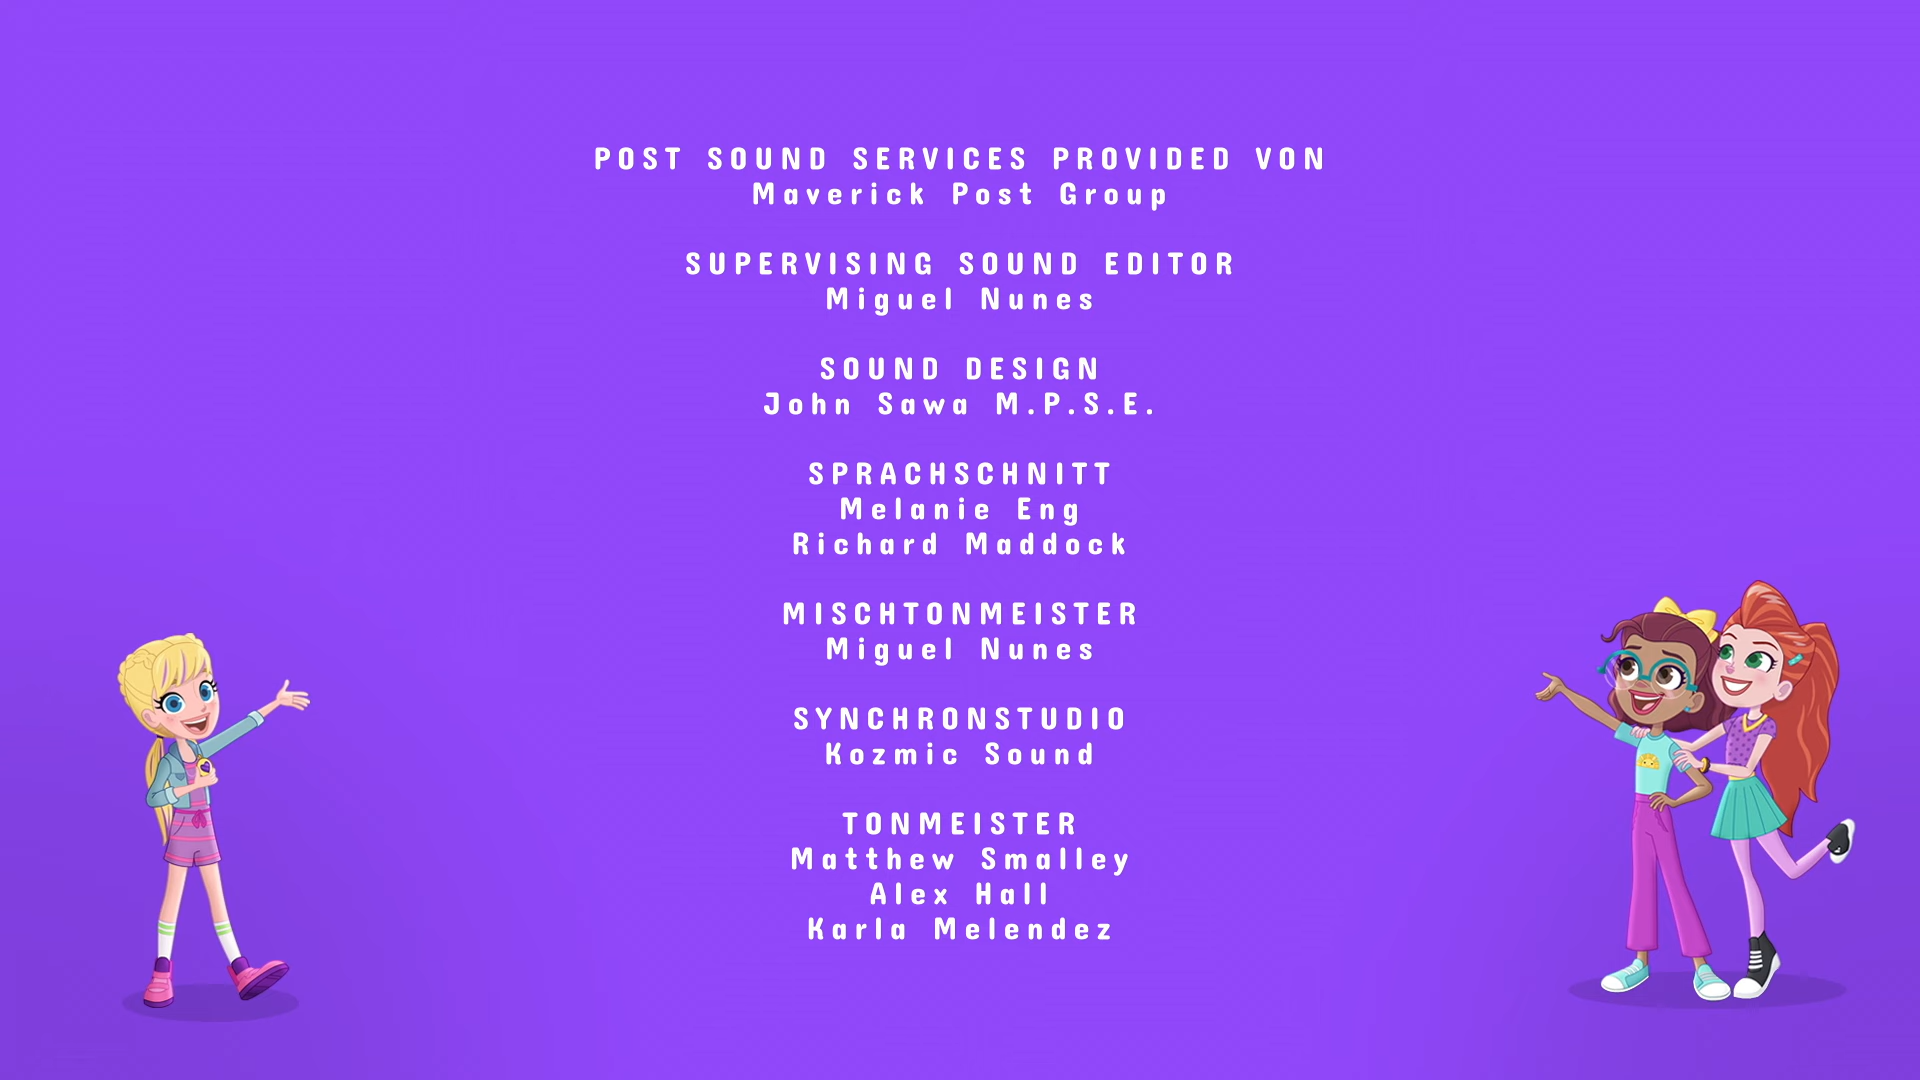 POST SOUND SERVICES PROVIDED VON
Maverick Post Group
SUPERVISING SOUND EDITOR
Miguel Nunes
SOUND DESIGN
John Sawa M.P.S.E.
SPRACHSCHNITT
Melanie Eng
Richard Maddock
MISCHTONMEISTER
Miguel Nunes
SYNCHRONSTUDIO
Kozmic Sound
TONMEISTER
Matthew Smalley
Alex Hall
Karla Melendez